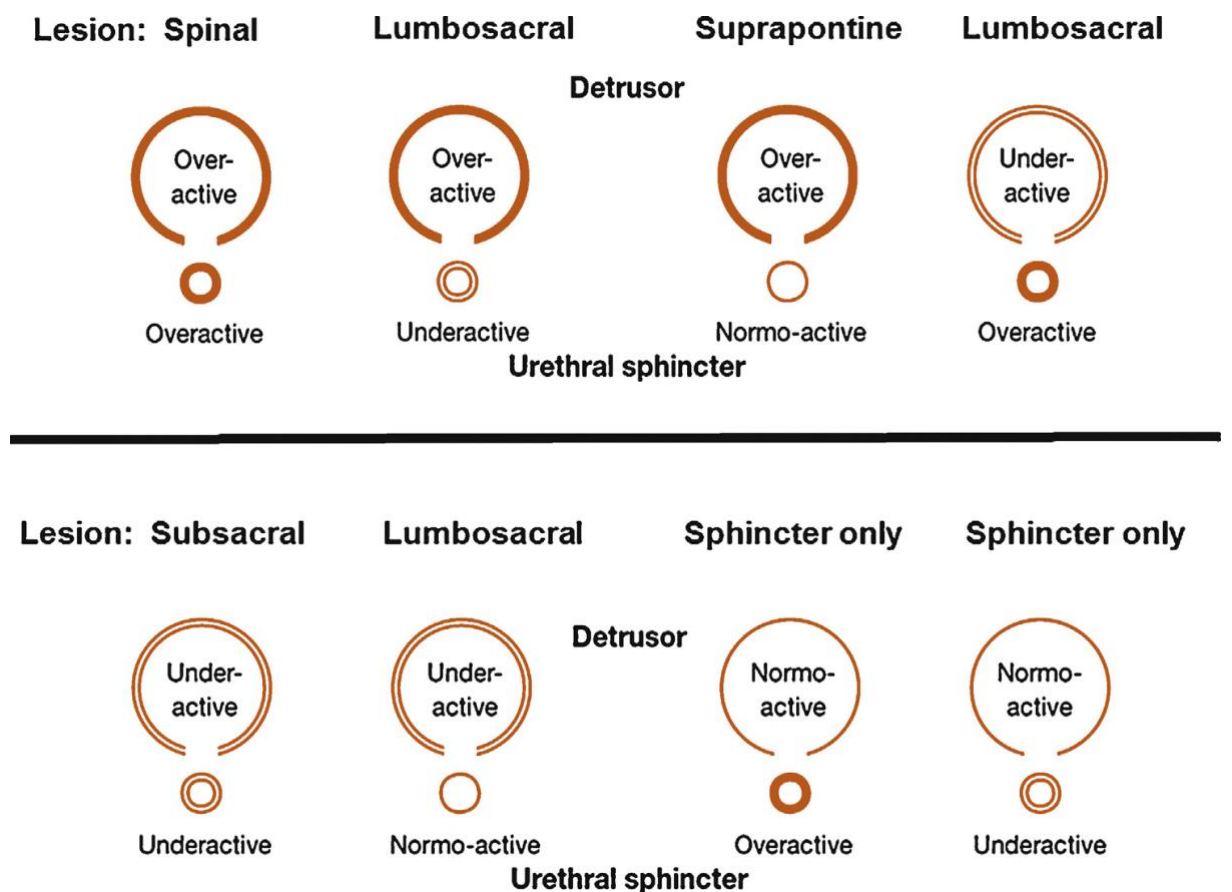 Lesion: Spinal Lumbosacral Suprapontine Lumbosacral
Detrusor
Over-
active
Over-
active
Over-
active
Under-
active
Overactive Underactive Normo-active Overactive
Urethral sphincter
Lesion: Subsacral Lumbosacral Sphincter only Sphincter only
Detrusor
Under-
active
Under-
active
Normo-
active
Normo-
active
Underactive Normo-active Overactive Underactive
Urethral sphincter